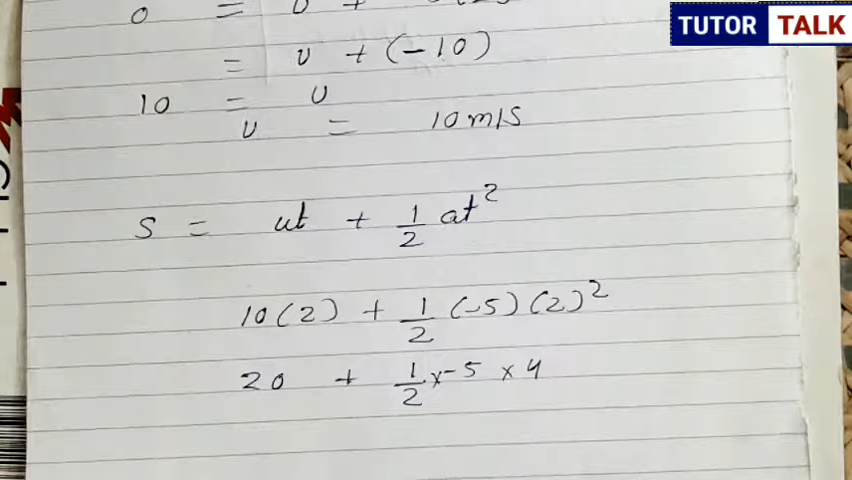 TUTOR TALK
0 = u +
= u + (-10)
10 = u
u = 10 m/s
s = ut + 1/2 at²
10(2) + 1/2 (-5)(2)²
20 + 1/2 x -5 x 4